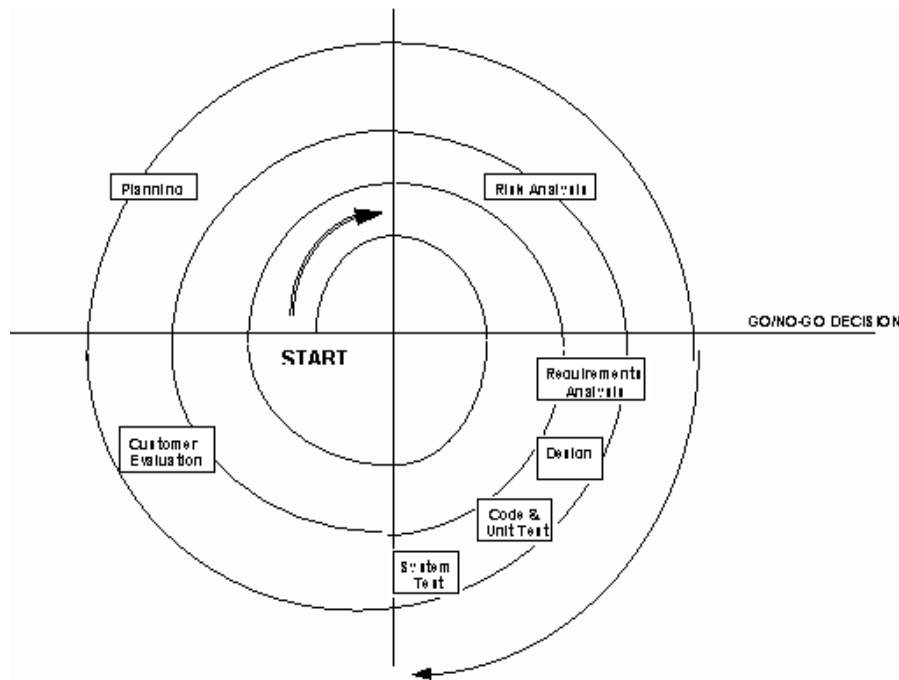 Planning
Risk Analysis
GO/NO-GO DECISION
START
Requirements
Analysis
Customer
Evaluation
Design
Code &
Unit Test
System
Test